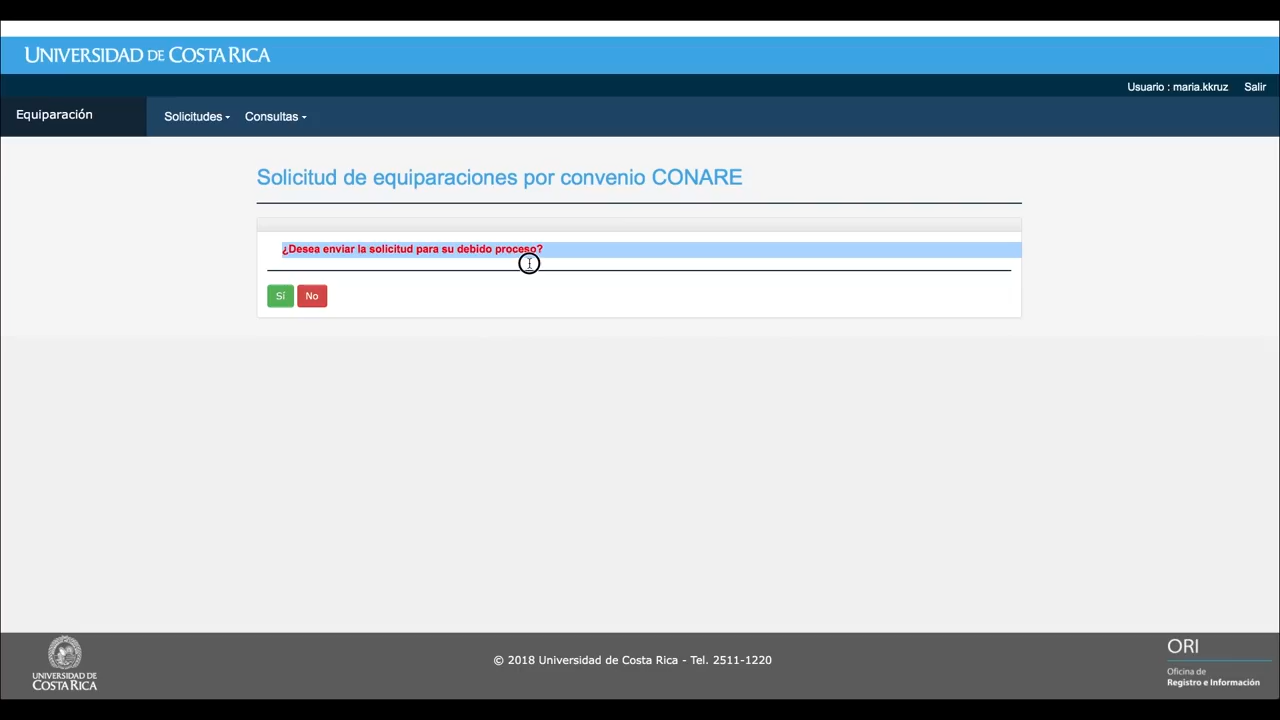 UNIVERSIDAD DE COSTA RICA
Usuario : maria.kkruz Salir
Equiparación Solicitudes Consultas
Solicitud de equiparaciones por convenio CONARE
¿Desea enviar la solicitud para su debido proceso?
Sí No
© 2018 Universidad de Costa Rica - Tel. 2511-1220
UNIVERSIDAD DE
COSTA RICA
ORI
Oficina de
Registro e Información